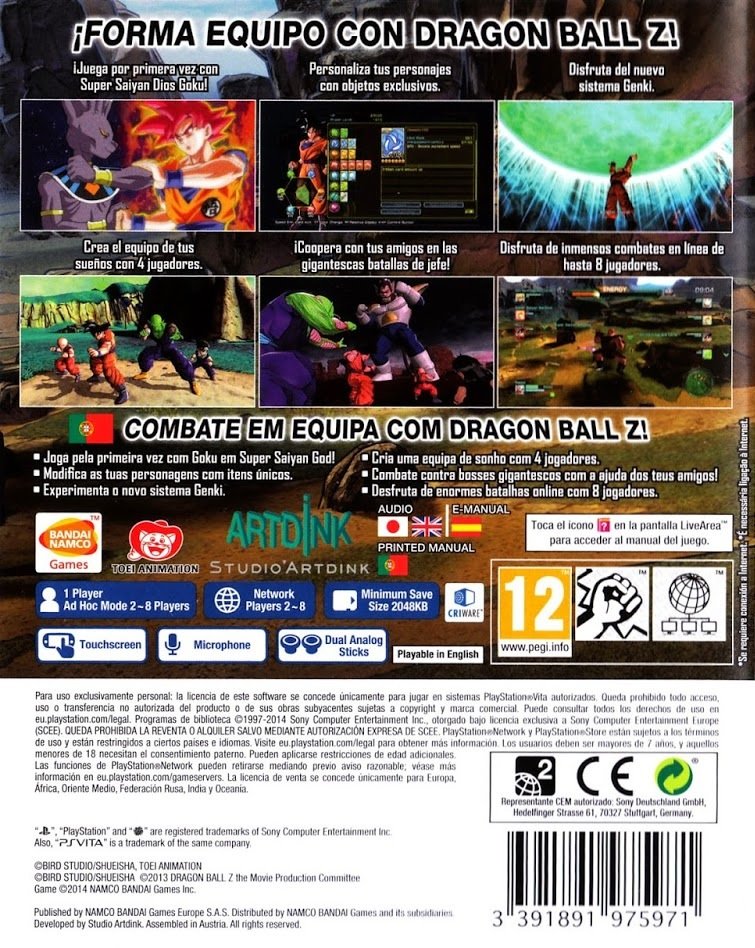 ¡FORMA EQUIPO CON DRAGON BALL Z!
¡Juega por primera vez con
Super Saiyan Dios Goku!
Personaliza tus personajes
con objetos exclusivos.
Disfruta del nuevo
sistema Genki.
Crea el equipo de tus
sueños con 4 jugadores.
¡Coopera con tus amigos en las
gigantescas batallas de jefe!
Disfruta de inmensos combates en línea de
hasta 8 jugadores.
ENERGY
09:04
COMBATE EM EQUIPA COM DRAGON BALL Z!
▪ Joga pela primeira vez com Goku em Super Saiyan God!
▪ Modifica as tuas personagens com itens únicos.
▪ Experimenta o novo sistema Genki.
▪ Cria uma equipa de sonho com 4 jogadores.
▪ Combate contra bosses gigantescos com a ajuda dos teus amigos!
▪ Desfruta de enormes batalhas online com 8 jogadores.
*Se requiere conexión a Internet. *É necessária ligação à Internet.
BANDAI
NAMCO
Games
TM
TOEI ANIMATION
ARTDINK
STUDIO ARTDINK
AUDIO
E-MANUAL
PRINTED MANUAL
Toca el icono ? en la pantalla LiveArea™
para acceder al manual del juego.
1 Player
Ad Hoc Mode 2~8 Players
Network
Players 2~8
Minimum Save
Size 2048KB
CRIWARE™
Touchscreen
Microphone
Dual Analog
Sticks
Playable in English
12
www.pegi.info
Para uso exclusivamente personal: la licencia de este software se concede únicamente para jugar en sistemas PlayStation®Vita autorizados. Queda prohibido todo acceso,
uso o transferencia no autorizada del producto o de sus obras subyacentes sujetas a copyright y marca comercial. Puede consultar todos los derechos de uso en
eu.playstation.com/legal. Programas de biblioteca ©1997-2014 Sony Computer Entertainment Inc., otorgado bajo licencia exclusiva a Sony Computer Entertainment Europe
(SCEE). QUEDA PROHIBIDA LA REVENTA O ALQUILER SALVO MEDIANTE AUTORIZACIÓN EXPRESA DE SCEE. PlayStation®Network y PlayStation®Store están sujetos a los términos
de uso y están restringidos a ciertos países e idiomas. Visite eu.playstation.com/legal para obtener más información. Los usuarios deben ser mayores de 7 años, y aquellos
menores de 18 necesitan el consentimiento paterno. Pueden aplicarse restricciones de edad adicionales.
Las funciones de PlayStation®Network pueden retirarse mediando previo aviso razonable; véase más
información en eu.playstation.com/gameservers. La licencia de venta se concede únicamente para Europa,
África, Oriente Medio, Federación Rusa, India y Oceanía.
2
CE
®
Representante CEM autorizado: Sony Deutschland GmbH,
Hedelfinger Strasse 61, 70327 Stuttgart, Germany.
" ", "PlayStation" and " " are registered trademarks of Sony Computer Entertainment Inc.
Also, "PSVITA" is a trademark of the same company.
©BIRD STUDIO/SHUEISHA, TOEI ANIMATION
©BIRD STUDIO/SHUEISHA ©2013 DRAGON BALL Z the Movie Production Committee
Game ©2014 NAMCO BANDAI Games Inc.
Published by NAMCO BANDAI Games Europe S.A.S. Distributed by NAMCO BANDAI Games and its subsidiaries.
Developed by Studio Artdink. Assembled in Austria. All rights reserved.
3 391891 975971